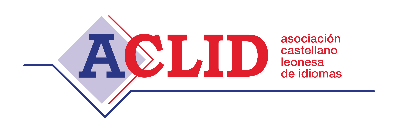 ACLID
asociación
castellano
leonesa
de idiomas